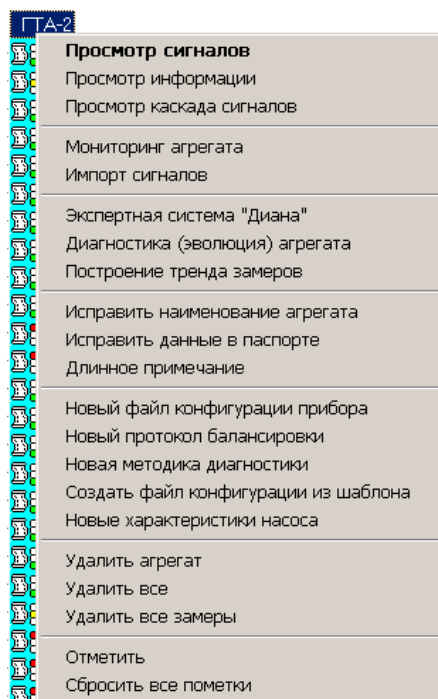 ГТА-2
Просмотр сигналов
Просмотр информации
Просмотр каскада сигналов
Мониторинг агрегата
Импорт сигналов
Экспертная система "Диана"
Диагностика (эволюция) агрегата
Построение тренда замеров
Исправить наименование агрегата
Исправить данные в паспорте
Длинное примечание
Новый файл конфигурации прибора
Новый протокол балансировки
Новая методика диагностики
Создать файл конфигурации из шаблона
Новые характеристики насоса
Удалить агрегат
Удалить все
Удалить все замеры
Отметить
Сбросить все пометки